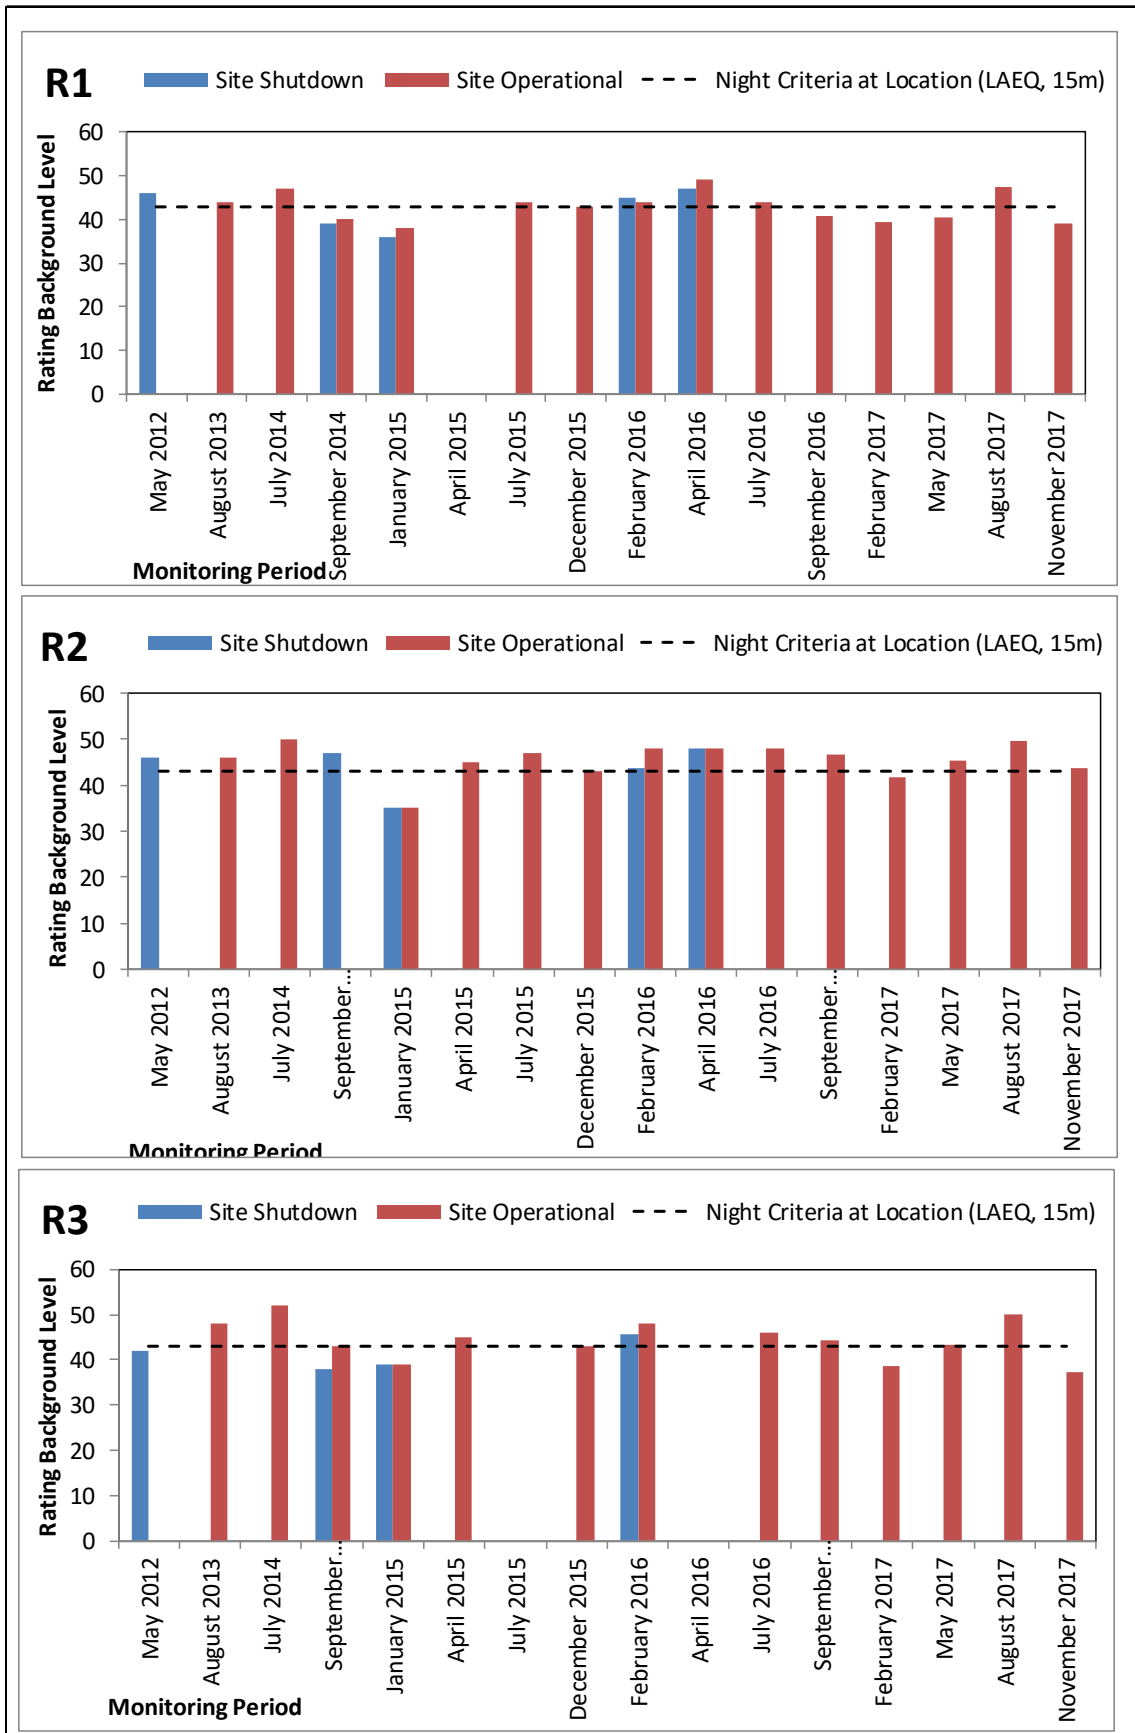 R1
Site Shutdown Site Operational Night Criteria at Location (LAEQ, 15m)
Rating Background Level
60
50
40
30
20
10
0
May 2012
August 2013
July 2014
September 2014
January 2015
April 2015
July 2015
December 2015
February 2016
April 2016
July 2016
September 2016
February 2017
May 2017
August 2017
November 2017
Monitoring Period
R2
Site Shutdown Site Operational Night Criteria at Location (LAEQ, 15m)
Rating Background Level
60
50
40
30
20
10
0
May 2012
August 2013
July 2014
September...
January 2015
April 2015
July 2015
December 2015
February 2016
April 2016
July 2016
September...
February 2017
May 2017
August 2017
November 2017
Monitoring Period
R3
Site Shutdown Site Operational Night Criteria at Location (LAEQ, 15m)
Rating Background Level
60
50
40
30
20
10
0
May 2012
August 2013
July 2014
September...
January 2015
April 2015
July 2015
December 2015
February 2016
April 2016
July 2016
September...
February 2017
May 2017
August 2017
November 2017
Monitoring Period